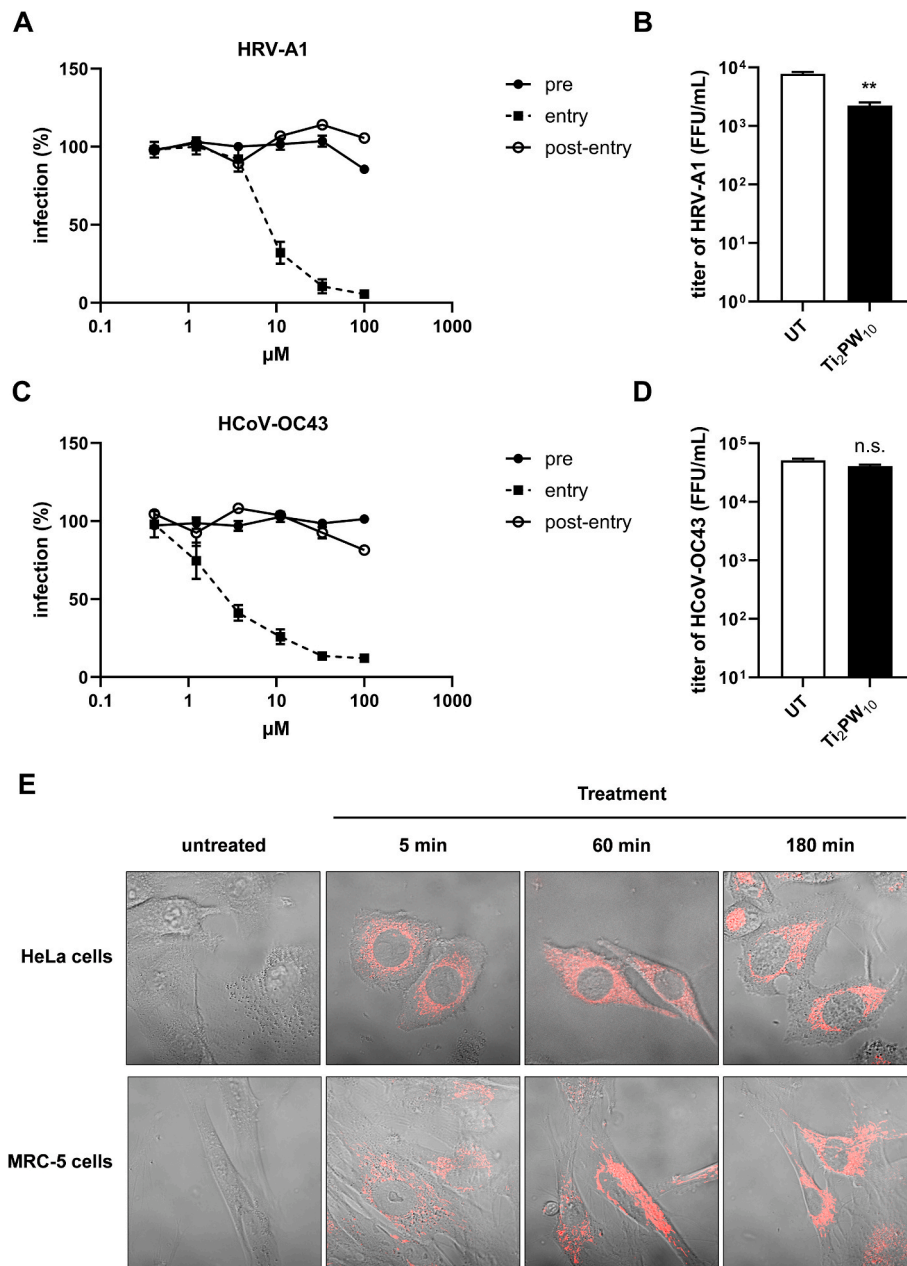 A
HRV-A1
infection (%)
150
100
50
0
0.1
1
10
100
1000
µM
pre
entry
post-entry
B
titer of HRV-A1 (FFU/mL)
10⁴
10³
10²
10¹
10⁰
**
UT
Ti₂PW₁₀
C
HCoV-OC43
infection (%)
150
100
50
0
0.1
1
10
100
1000
µM
pre
entry
post-entry
D
titer of HCoV-OC43 (FFU/mL)
10⁵
10⁴
10³
10²
10¹
n.s.
UT
Ti₂PW₁₀
E
Treatment
untreated
5 min
60 min
180 min
HeLa cells
MRC-5 cells